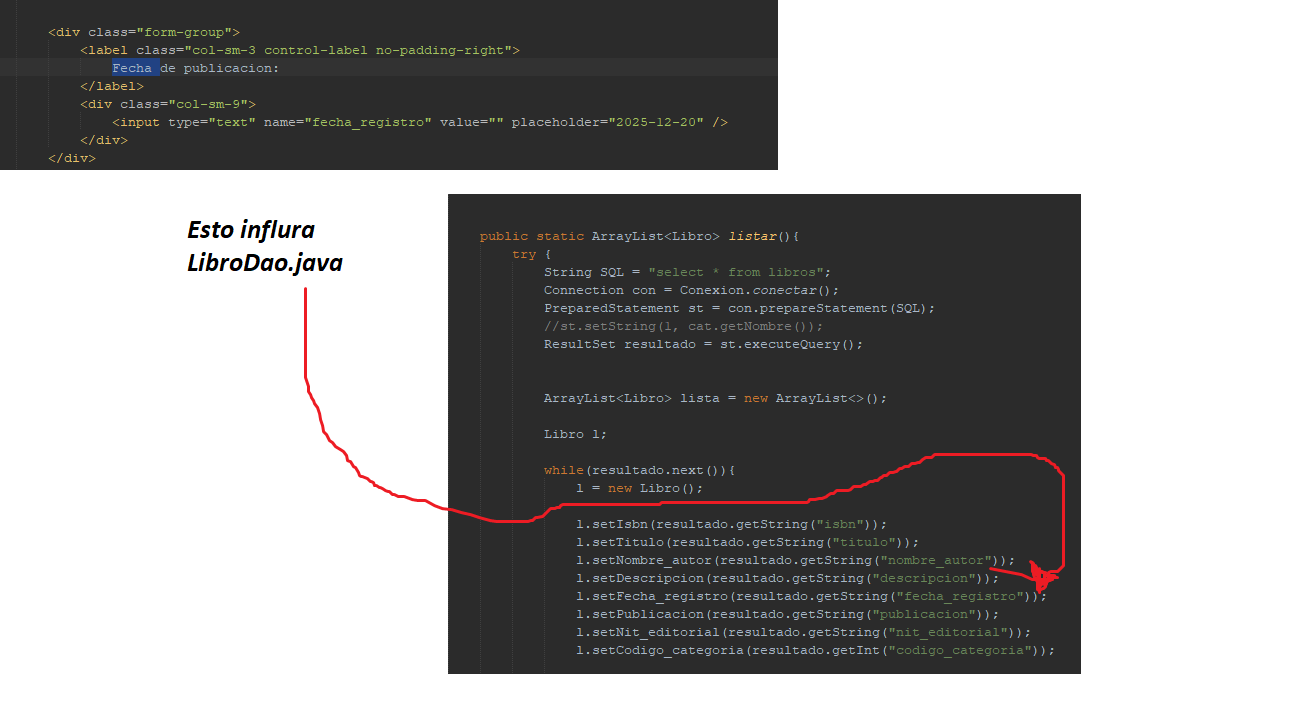 <div class="form-group">
<label class="col-sm-3 control-label no-padding-right">
Fecha de publicacion:
</label>
<div class="col-sm-9">
<input type="text" name="fecha_registro" value="" placeholder="2025-12-20" />
</div>
</div>
Esto influra
LibroDao.java
public static ArrayList<Libro> listar(){
try {
String SQL = "select * from libros";
Connection con = Conexion.conectar();
PreparedStatement st = con.prepareStatement(SQL);
//st.setString(1, cat.getNombre());
ResultSet resultado = st.executeQuery();
ArrayList<Libro> lista = new ArrayList<>();
Libro l;
while(resultado.next()){
l = new Libro();
l.setIsbn(resultado.getString("isbn"));
l.setTitulo(resultado.getString("titulo"));
l.setNombre_autor(resultado.getString("nombre_autor"));
l.setDescripcion(resultado.getString("descripcion"));
l.setFecha_registro(resultado.getString("fecha_registro"));
l.setPublicacion(resultado.getString("publicacion"));
l.setNit_editorial(resultado.getString("nit_editorial"));
l.setCodigo_categoria(resultado.getInt("codigo_categoria"));